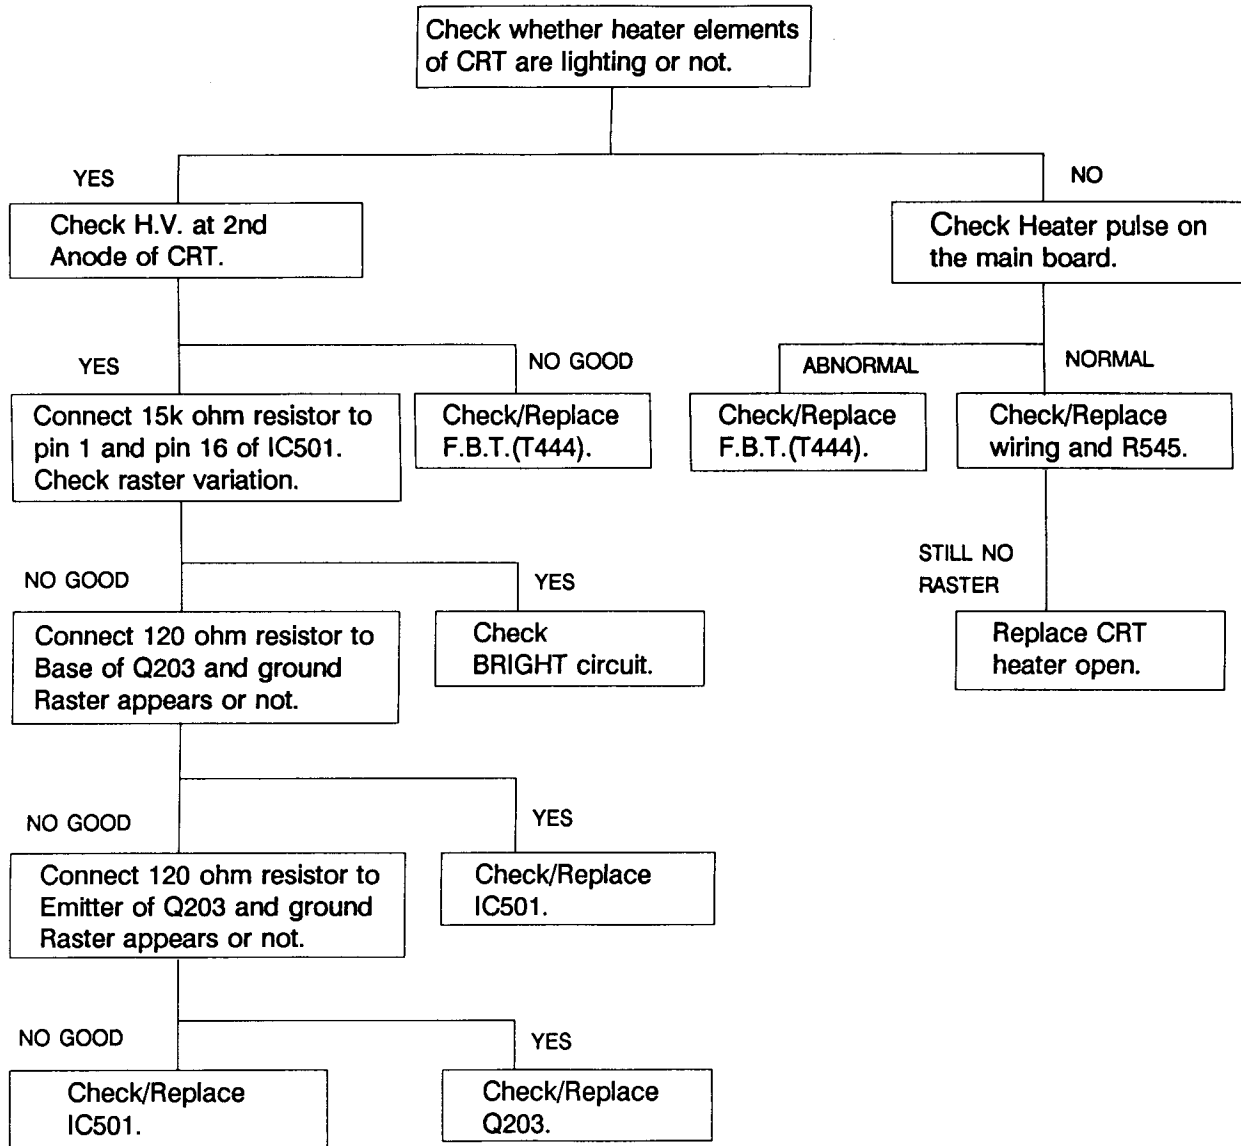 Check whether heater elements
of CRT are lighting or not.
YES
NO
Check H.V. at 2nd
Anode of CRT.
Check Heater pulse on
the main board.
YES
NO GOOD
ABNORMAL
NORMAL
Connect 15k ohm resistor to
pin 1 and pin 16 of IC501.
Check raster variation.
Check/Replace
F.B.T.(T444).
Check/Replace
F.B.T.(T444).
Check/Replace
wiring and R545.
NO GOOD
YES
STILL NO
RASTER
Connect 120 ohm resistor to
Base of Q203 and ground
Raster appears or not.
Check
BRIGHT circuit.
Replace CRT
heater open.
NO GOOD
YES
Connect 120 ohm resistor to
Emitter of Q203 and ground
Raster appears or not.
Check/Replace
IC501.
NO GOOD
YES
Check/Replace
IC501.
Check/Replace
Q203.